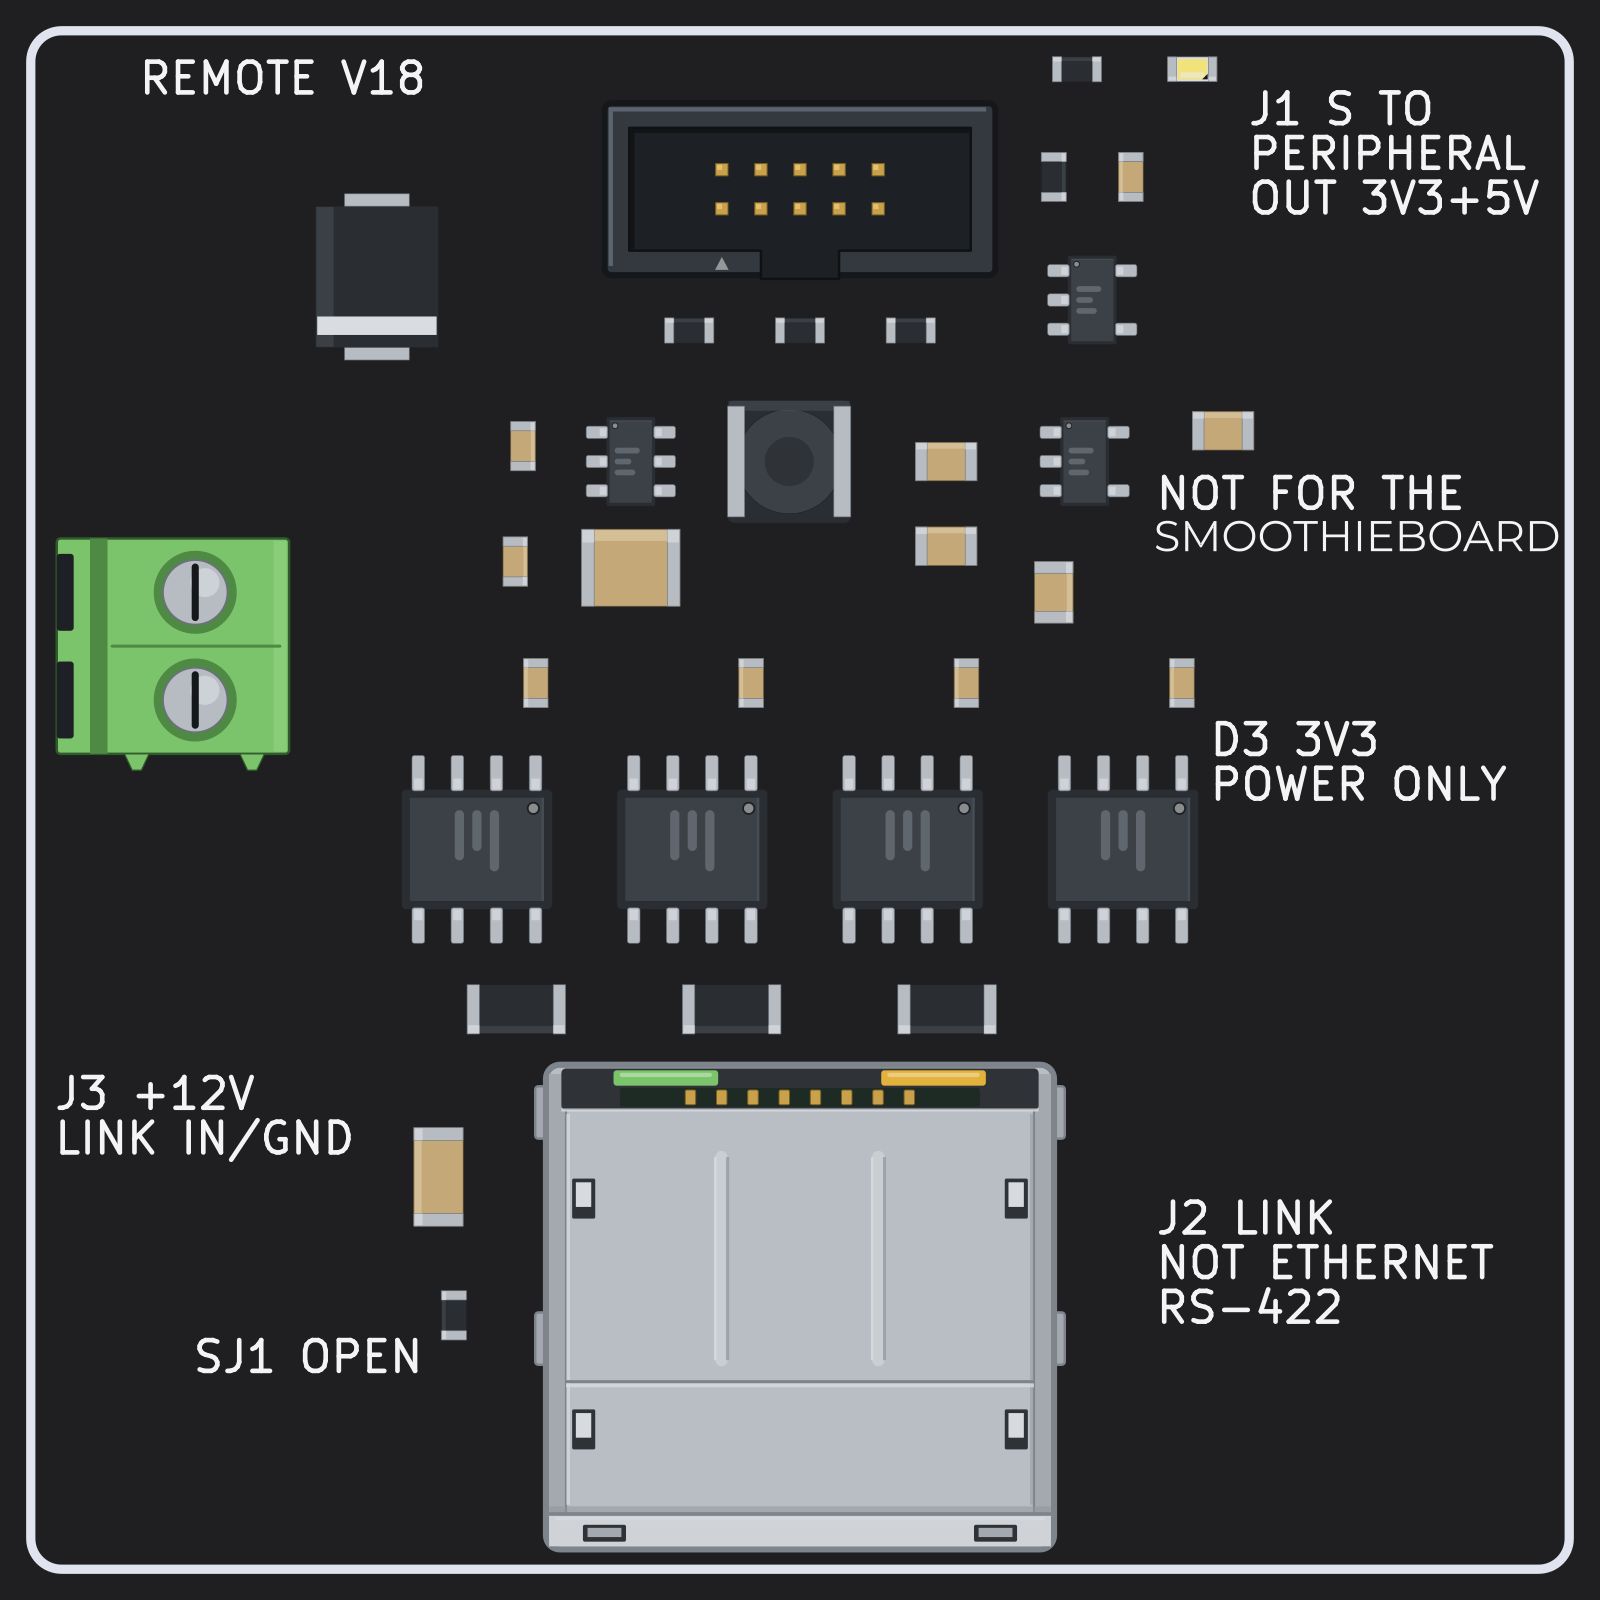 REMOTE V18
J1 S TO
PERIPHERAL
OUT 3V3+5V
NOT FOR THE
SMOOTHIEBOARD
D3 3V3
POWER ONLY
J3 +12V
LINK IN/GND
J2 LINK
NOT ETHERNET
RS-422
SJ1 OPEN